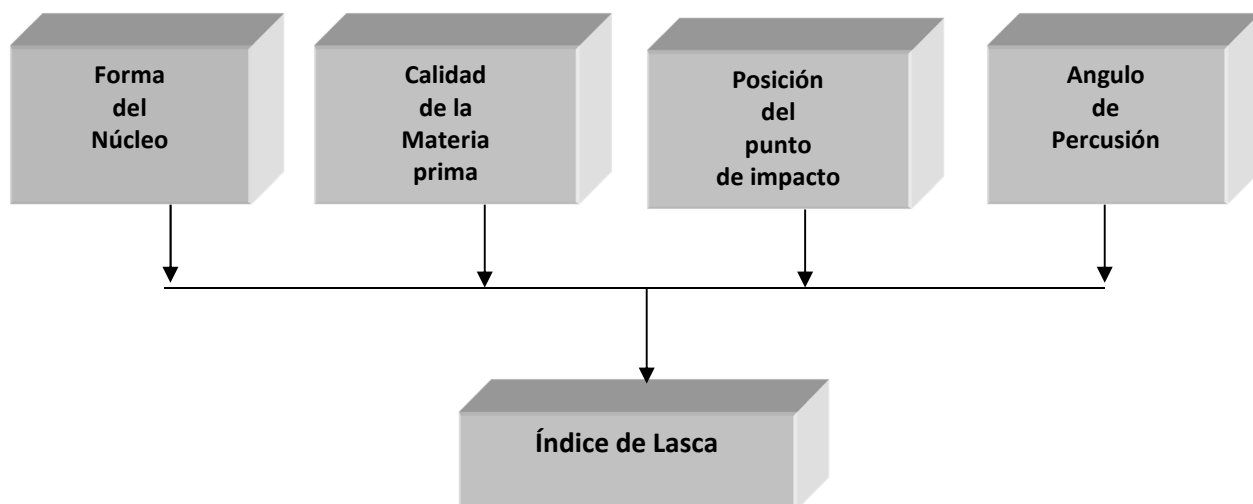 Forma
del
Núcleo
Calidad
de la
Materia
prima
Posición
del
punto
de impacto
Angulo
de
Percusión
Índice de Lasca